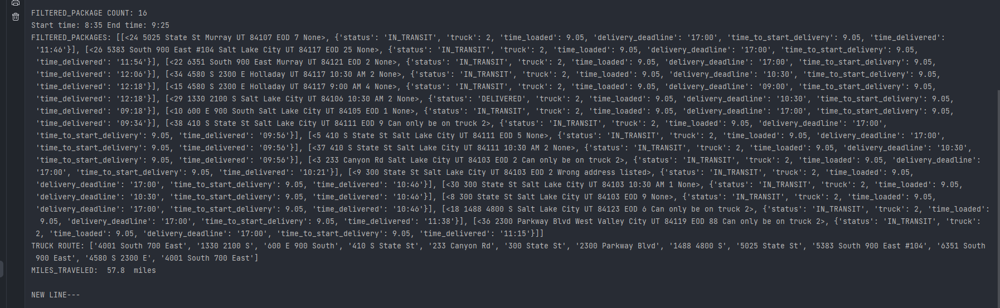 FILTERED_PACKAGE COUNT: 16
Start time: 8:35 End time: 9:25
FILTERED_PACKAGES: [[<24 5025 State St Murray UT 84107 EOD 7 None>, {'status': 'IN_TRANSIT', 'truck': 2, 'time_loaded': 9.05, 'delivery_deadline': '17:00', 'time_to_start_delivery': 9.05, 'time_delivered':
'11:46'}], [<26 5383 South 900 East #104 Salt Lake City UT 84117 EOD 25 None>, {'status': 'IN_TRANSIT', 'truck': 2, 'time_loaded': 9.05, 'delivery_deadline': '17:00', 'time_to_start_delivery': 9.05,
'time_delivered': '11:54'}], [<22 6351 South 900 East Murray UT 84121 EOD 2 None>, {'status': 'IN_TRANSIT', 'truck': 2, 'time_loaded': 9.05, 'delivery_deadline': '17:00', 'time_to_start_delivery': 9.05,
'time_delivered': '12:06'}], [<34 4580 S 2300 E Holladay UT 84117 10:30 AM 2 None>, {'status': 'IN_TRANSIT', 'truck': 2, 'time_loaded': 9.05, 'delivery_deadline': '10:30', 'time_to_start_delivery': 9.05,
'time_delivered': '12:18'}], [<15 4580 S 2300 E Holladay UT 84117 9:00 AM 4 None>, {'status': 'IN_TRANSIT', 'truck': 2, 'time_loaded': 9.05, 'delivery_deadline': '09:00', 'time_to_start_delivery': 9.05,
'time_delivered': '12:18'}], [<29 1330 2100 S Salt Lake City UT 84106 10:30 AM 2 None>, {'status': 'DELIVERED', 'truck': 2, 'time_loaded': 9.05, 'delivery_deadline': '10:30', 'time_to_start_delivery': 9.05,
'time_delivered': '09:18'}], [<10 600 E 900 South Salt Lake City UT 84105 EOD 1 None>, {'status': 'IN_TRANSIT', 'truck': 2, 'time_loaded': 9.05, 'delivery_deadline': '17:00', 'time_to_start_delivery': 9.05,
'time_delivered': '09:34'}], [<38 410 S State St Salt Lake City UT 84111 EOD 9 Can only be on truck 2>, {'status': 'IN_TRANSIT', 'truck': 2, 'time_loaded': 9.05, 'delivery_deadline': '17:00',
'time_to_start_delivery': 9.05, 'time_delivered': '09:56'}], [<5 410 S State St Salt Lake City UT 84111 EOD 5 None>, {'status': 'IN_TRANSIT', 'truck': 2, 'time_loaded': 9.05, 'delivery_deadline': '17:00',
'time_to_start_delivery': 9.05, 'time_delivered': '09:56'}], [<37 410 S State St Salt Lake City UT 84111 10:30 AM 2 None>, {'status': 'IN_TRANSIT', 'truck': 2, 'time_loaded': 9.05, 'delivery_deadline': '10:30',
'time_to_start_delivery': 9.05, 'time_delivered': '09:56'}], [<3 233 Canyon Rd Salt Lake City UT 84103 EOD 2 Can only be on truck 2>, {'status': 'IN_TRANSIT', 'truck': 2, 'time_loaded': 9.05, 'delivery_deadline':
'17:00', 'time_to_start_delivery': 9.05, 'time_delivered': '10:21'}], [<9 300 State St Salt Lake City UT 84103 EOD 2 Wrong address listed>, {'status': 'IN_TRANSIT', 'truck': 2, 'time_loaded': 9.05,
'delivery_deadline': '17:00', 'time_to_start_delivery': 9.05, 'time_delivered': '10:46'}], [<30 300 State St Salt Lake City UT 84103 10:30 AM 1 None>, {'status': 'IN_TRANSIT', 'truck': 2, 'time_loaded': 9.05,
'delivery_deadline': '10:30', 'time_to_start_delivery': 9.05, 'time_delivered': '10:46'}], [<8 300 State St Salt Lake City UT 84103 EOD 9 None>, {'status': 'IN_TRANSIT', 'truck': 2, 'time_loaded': 9.05,
'delivery_deadline': '17:00', 'time_to_start_delivery': 9.05, 'time_delivered': '10:46'}], [<18 1488 4800 S Salt Lake City UT 84123 EOD 6 Can only be on truck 2>, {'status': 'IN_TRANSIT', 'truck': 2, 'time_loaded':
9.05, 'delivery_deadline': '17:00', 'time_to_start_delivery': 9.05, 'time_delivered': '11:38'}], [<36 2300 Parkway Blvd West Valley City UT 84119 EOD 88 Can only be on truck 2>, {'status': 'IN_TRANSIT', 'truck':
2, 'time_loaded': 9.05, 'delivery_deadline': '17:00', 'time_to_start_delivery': 9.05, 'time_delivered': '11:15'}]]
TRUCK ROUTE: ['4001 South 700 East', '1330 2100 S', '600 E 900 South', '410 S State St', '233 Canyon Rd', '300 State St', '2300 Parkway Blvd', '1488 4800 S', '5025 State St', '5383 South 900 East #104', '6351 South
900 East', '4580 S 2300 E', '4001 South 700 East']
MILES_TRAVELED:  57.8  miles
NEW LINE---